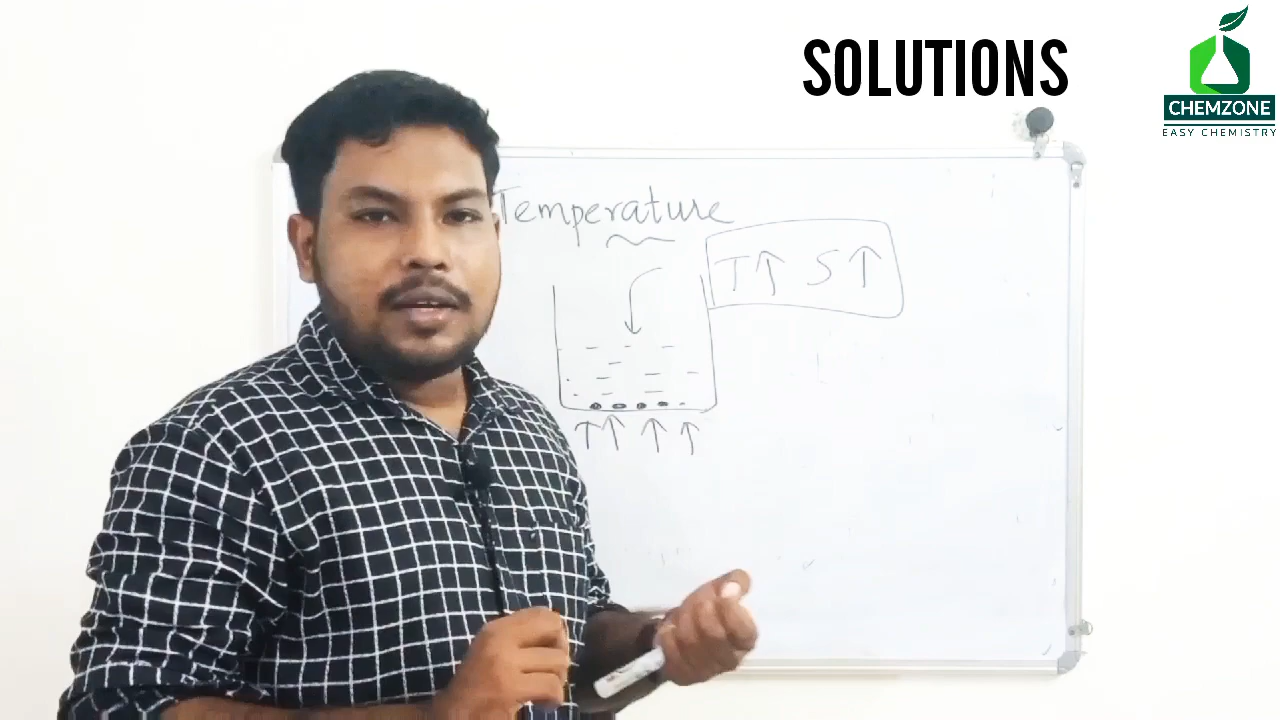 SOLUTIONS
CHEMZONE
EASY CHEMISTRY
Temperature
T↑ S↑